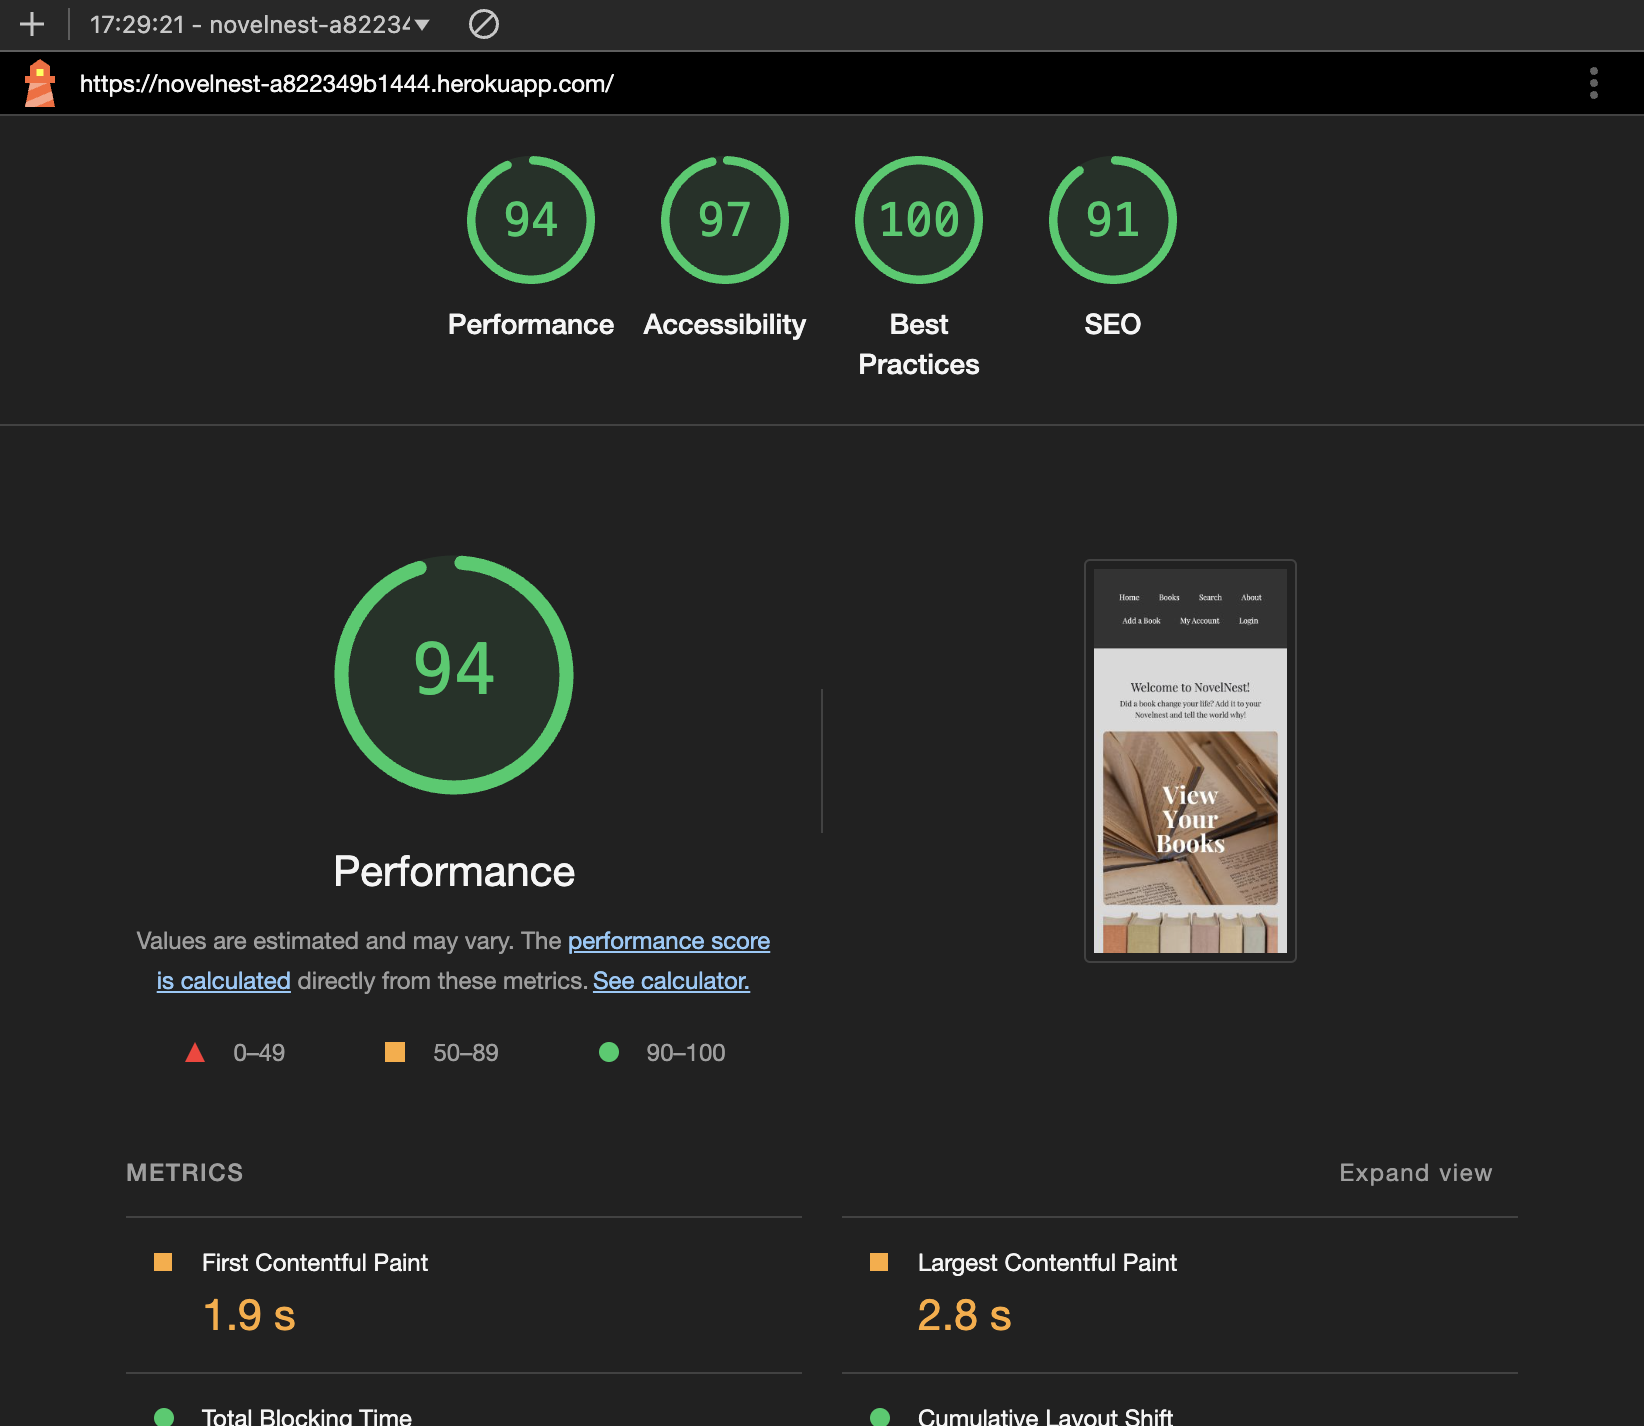 17:29:21 - novelnest-a8223
https://novelnest-a822349b1444.herokuapp.com/
94
97
100
91
Performance
Accessibility
Best
Practices
SEO
94
Performance
Values are estimated and may vary. The performance score
is calculated directly from these metrics. See calculator.
0–49
50–89
90–100
Home Books Search About
Add a Book My Account Login
Welcome to NovelNest!
Did a book change your life? Add it to your
Novelnest and tell the world why!
View
Your
Books
METRICS
Expand view
First Contentful Paint
1.9 s
Largest Contentful Paint
2.8 s
Total Blocking Time
Cumulative Layout Shift